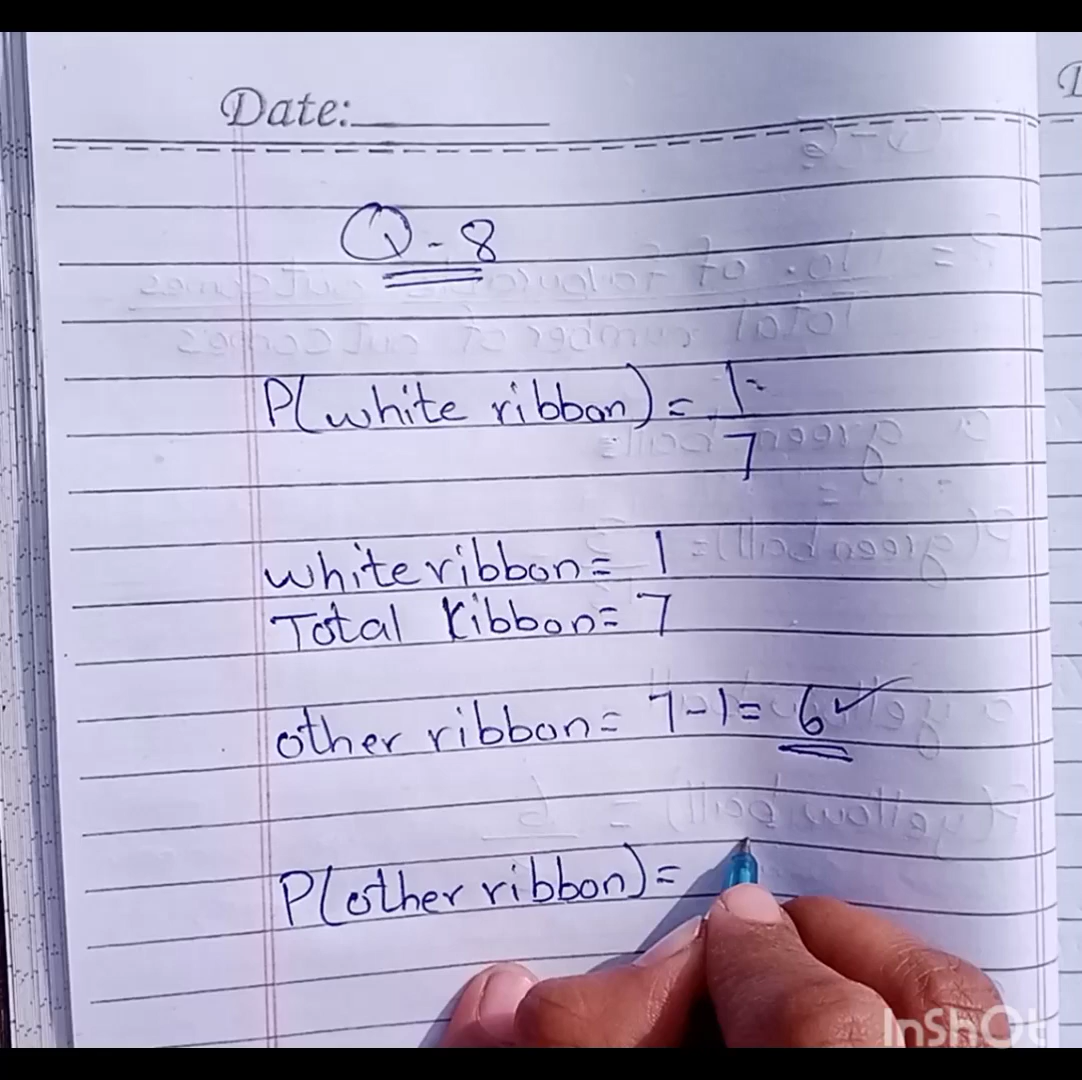 Date:
Q-8
P(white ribbon) = 1
7
white ribbon = 1
Total Ribbon = 7
other ribbon = 7-1 = 6 ✓
P(other ribbon) =
InShOt